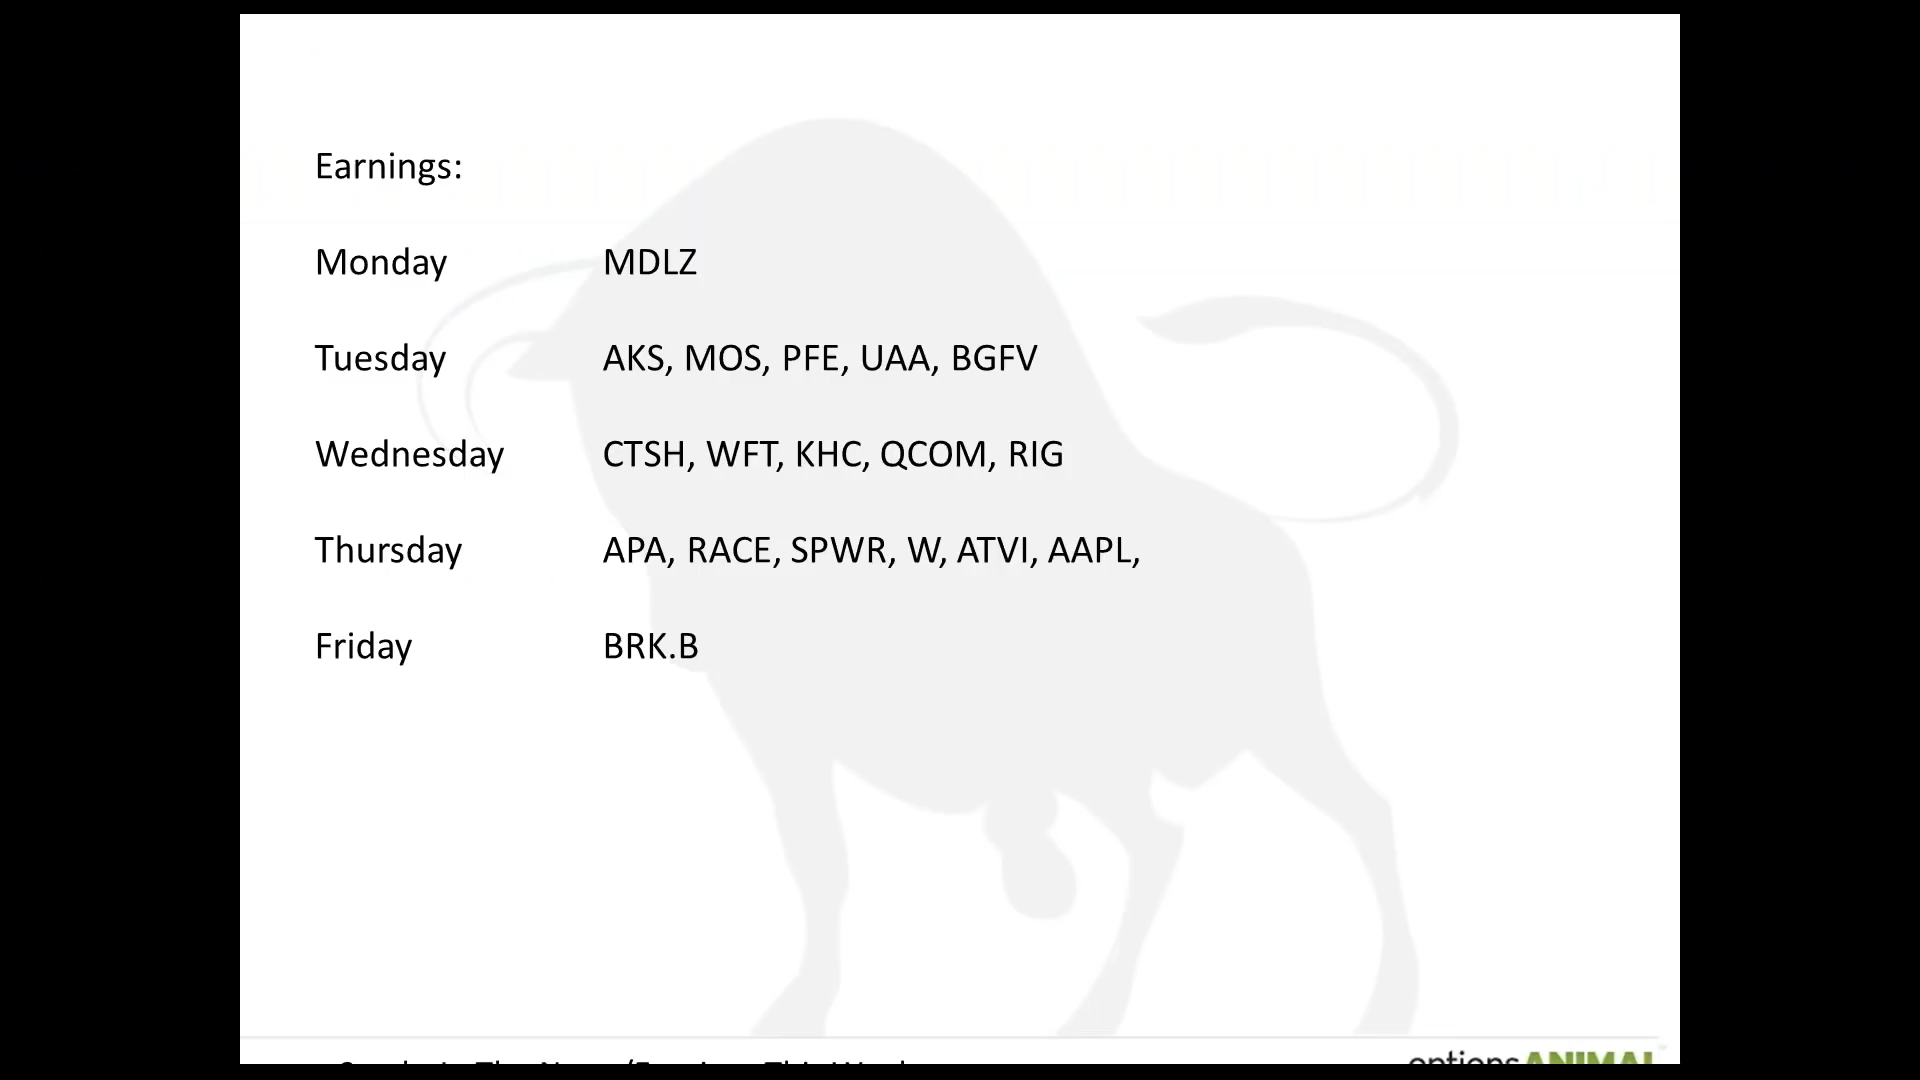 Earnings:
Monday MDLZ
Tuesday AKS, MOS, PFE, UAA, BGFV
Wednesday CTSH, WFT, KHC, QCOM, RIG
Thursday APA, RACE, SPWR, W, ATVI, AAPL,
Friday BRK.B
optionsANIMAL